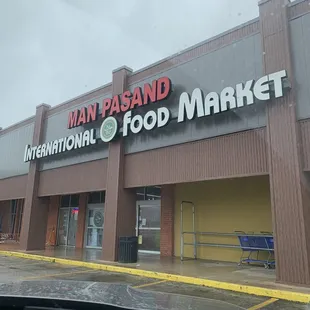 MAN-PASAND
INTERNATIONAL FOOD MARKET